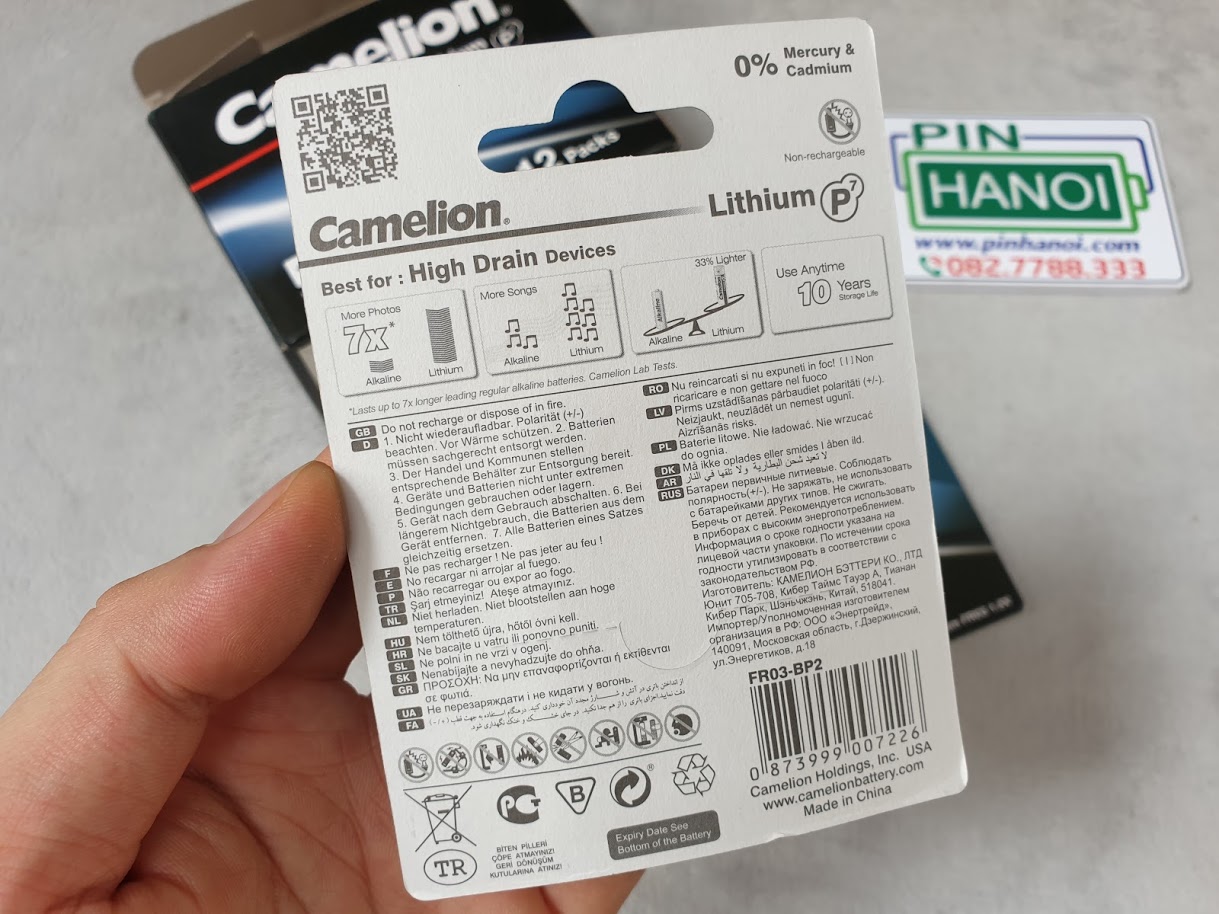 Camelion
P
12 Packs
0% Mercury &
Cadmium
Non-rechargeable
Camelion®
Lithium P7
Best for : High Drain Devices
More Photos
7x*
Alkaline
Lithium
More Songs
Alkaline
Lithium
33% Lighter
Alkaline
Alkaline
Lithium
Use Anytime
10 Years
Storage Life
*Lasts up to 7x longer leading regular alkaline batteries. Camelion Lab Tests.
GB Do not recharge or dispose of in fire.
D 1. Nicht wiederaufladbar. Polarität (+/-)
beachten. Vor Wärme schützen. 2. Batterien
müssen sachgerecht entsorgt werden.
3. Der Handel und Kommunen stellen
entsprechende Behälter zur Entsorgung bereit.
4. Geräte und Batterien nicht unter extremen
Bedingungen gebrauchen oder lagern.
5. Gerät nach dem Gebrauch abschalten. 6. Bei
längerem Nichtgebrauch, die Batterien aus dem
Gerät entfernen. 7. Alle Batterien eines Satzes
gleichzeitig ersetzen.
F Ne pas recharger ! Ne pas jeter au feu !
E No recargar ni arrojar al fuego.
P Não recarregar ou expor ao fogo.
TR Şarj etmeyiniz! Ateşe atmayınız.
NL Niet herladen. Niet blootstellen aan hoge
temperaturen.
HU Nem tölthető újra, hőtől óvni kell.
HR Ne bacajte u vatru ili ponovno puniti.
SL Ne polni in ne vrzi v ogenj.
SK Nenabíjajte a nevyhadzujte do ohňa.
GR ΠΡΟΣΟΧΗ: Να μην επαναφορτίζονται ή εκτίθενται
σε φωτιά.
UA Не перезаряждати і не кидати у вогонь.
FA
RO Nu reincarcati si nu expuneti in foc! [ I ] Non
ricaricare e non gettare nel fuoco
LV Pirms uzstādīšanas pārbaudiet polaritāti (+/-).
Neizjaukt, neuzlādēt un nemest ugunī.
Aizrīšanās risks.
PL Baterie litowe. Nie ładować. Nie wrzucać
do ognia.
DK Må ikke oplades eller smides I åben ild.
AR لا تعيد شحن البطارية ولا تلقها في النار
RUS Батареи первичные литиевые. Соблюдать
полярность(+/-). Не заряжать, не использовать
с батарейками других типов. Не сжигать.
Беречь от детей. Рекомендуется использовать
в приборах с высоким энергопотреблением.
Информация о сроке годности указана на
лицевой части упаковки. По истечении срока
годности утилизировать в соответствии с
законодательством РФ.
Изготовитель: КАМЕЛИОН БЭТТЕРИ КО., ЛТД
Юнит 705-708, Кибер Таймс Тауэр А, Тианан
Кибер Парк, Шэньчжэнь, Китай, 518041.
Импортер/Уполномоченная изготовителем
организация в РФ: ООО «Энертрейд»,
140091, Московская область, г.Дзержинский,
ул.Энергетиков, д.18
FR03-BP2
0 873999 007226
Camelion Holdings, Inc. USA
www.camelionbattery.com
Made in China
TR
BİTEN PİLLERİ
ÇÖPE ATMAYINIZ!
GERİ DÖNÜŞÜM
KUTULARINA ATINIZ!
B
®
Expiry Date See
Bottom of the Battery
PIN
HANOI
www.pinhanoi.com
082.7788.333